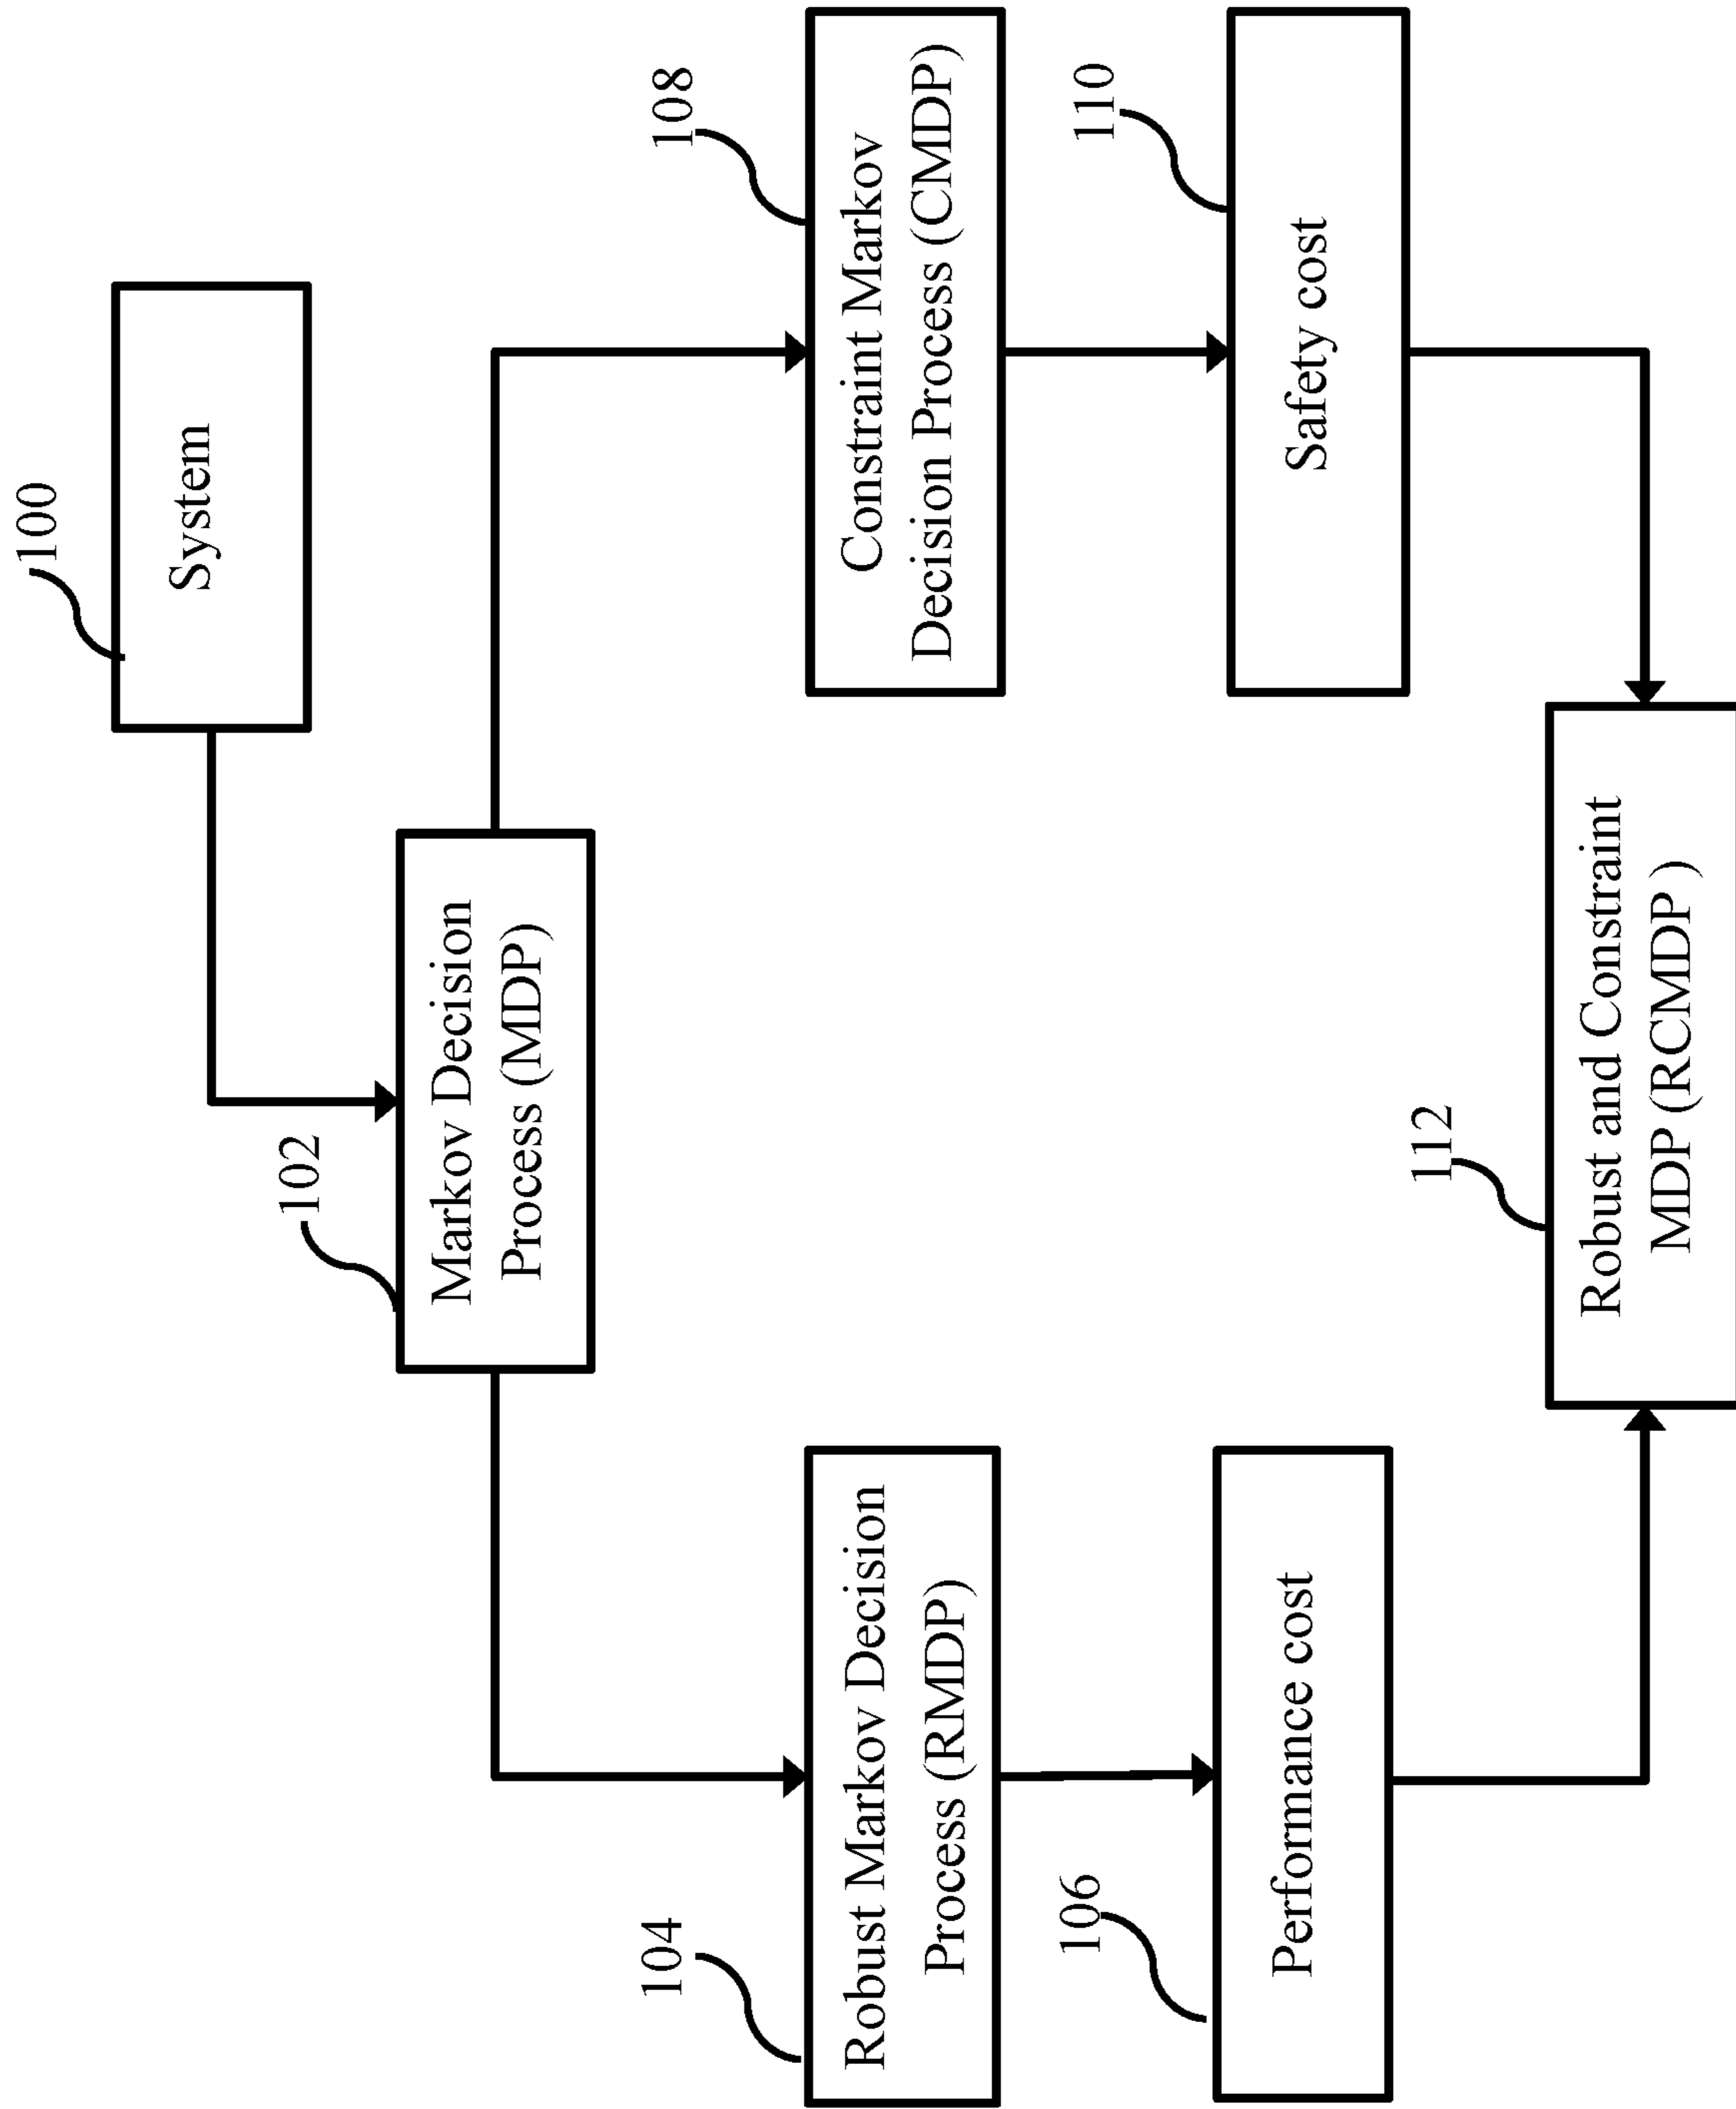 100
System
102
Markov Decision
Process (MDP)
104
Robust Markov Decision
Process (RMDP)
108
Constraint Markov
Decision Process (CMDP)
106
Performance cost
110
Safety cost
112
Robust and Constraint
MDP (RCMDP )